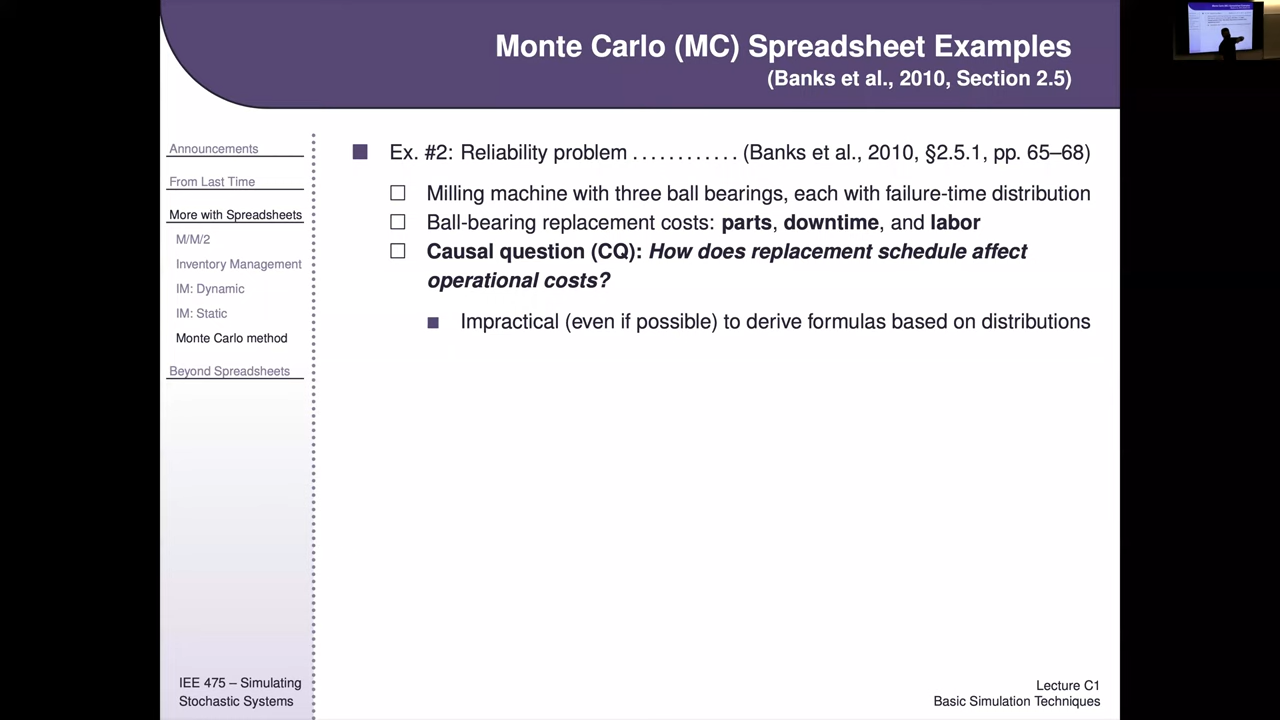 Monte Carlo (MC) Spreadsheet Examples
(Banks et al., 2010, Section 2.5)
Announcements
From Last Time
More with Spreadsheets
M/M/2
Inventory Management
IM: Dynamic
IM: Static
Monte Carlo method
Beyond Spreadsheets
Ex. #2: Reliability problem ............ (Banks et al., 2010, §2.5.1, pp. 65–68)
Milling machine with three ball bearings, each with failure-time distribution
Ball-bearing replacement costs: parts, downtime, and labor
Causal question (CQ): How does replacement schedule affect
operational costs?
Impractical (even if possible) to derive formulas based on distributions
IEE 475 – Simulating
Stochastic Systems
Lecture C1
Basic Simulation Techniques